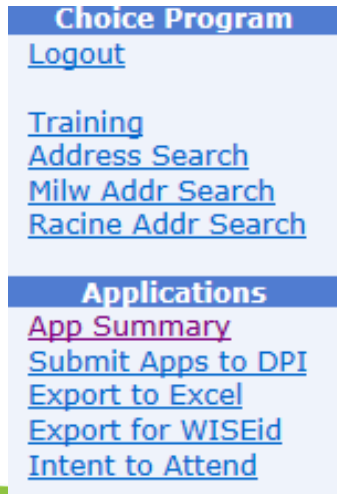 Choice Program
Logout
Training
Address Search
Milw Addr Search
Racine Addr Search
Applications
App Summary
Submit Apps to DPI
Export to Excel
Export for WISEid
Intent to Attend